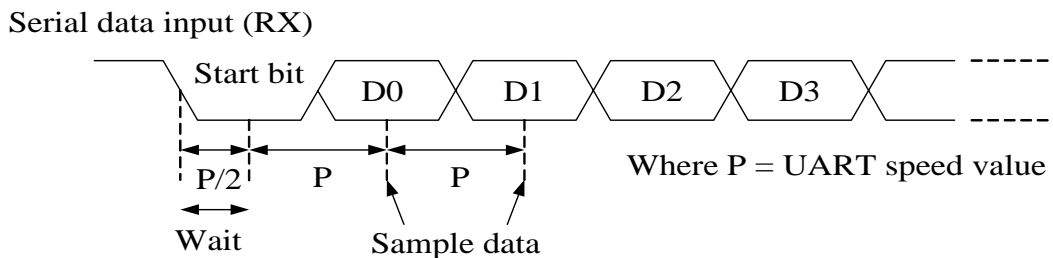 Serial data input (RX)
Start bit
D0
D1
D2
D3
P/2
P
P
Where P = UART speed value
Wait
Sample data